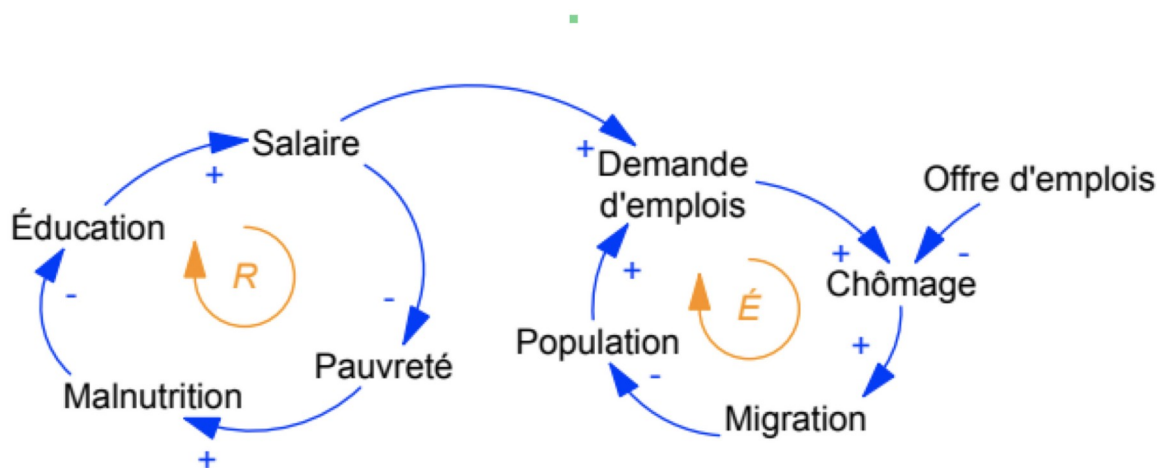 Salaire
+
Demande
d'emplois
+
Offre d'emplois
Éducation
-
R
-
+
É
+
-
Chômage
+
Population
-
Pauvreté
Malnutrition
+
Migration